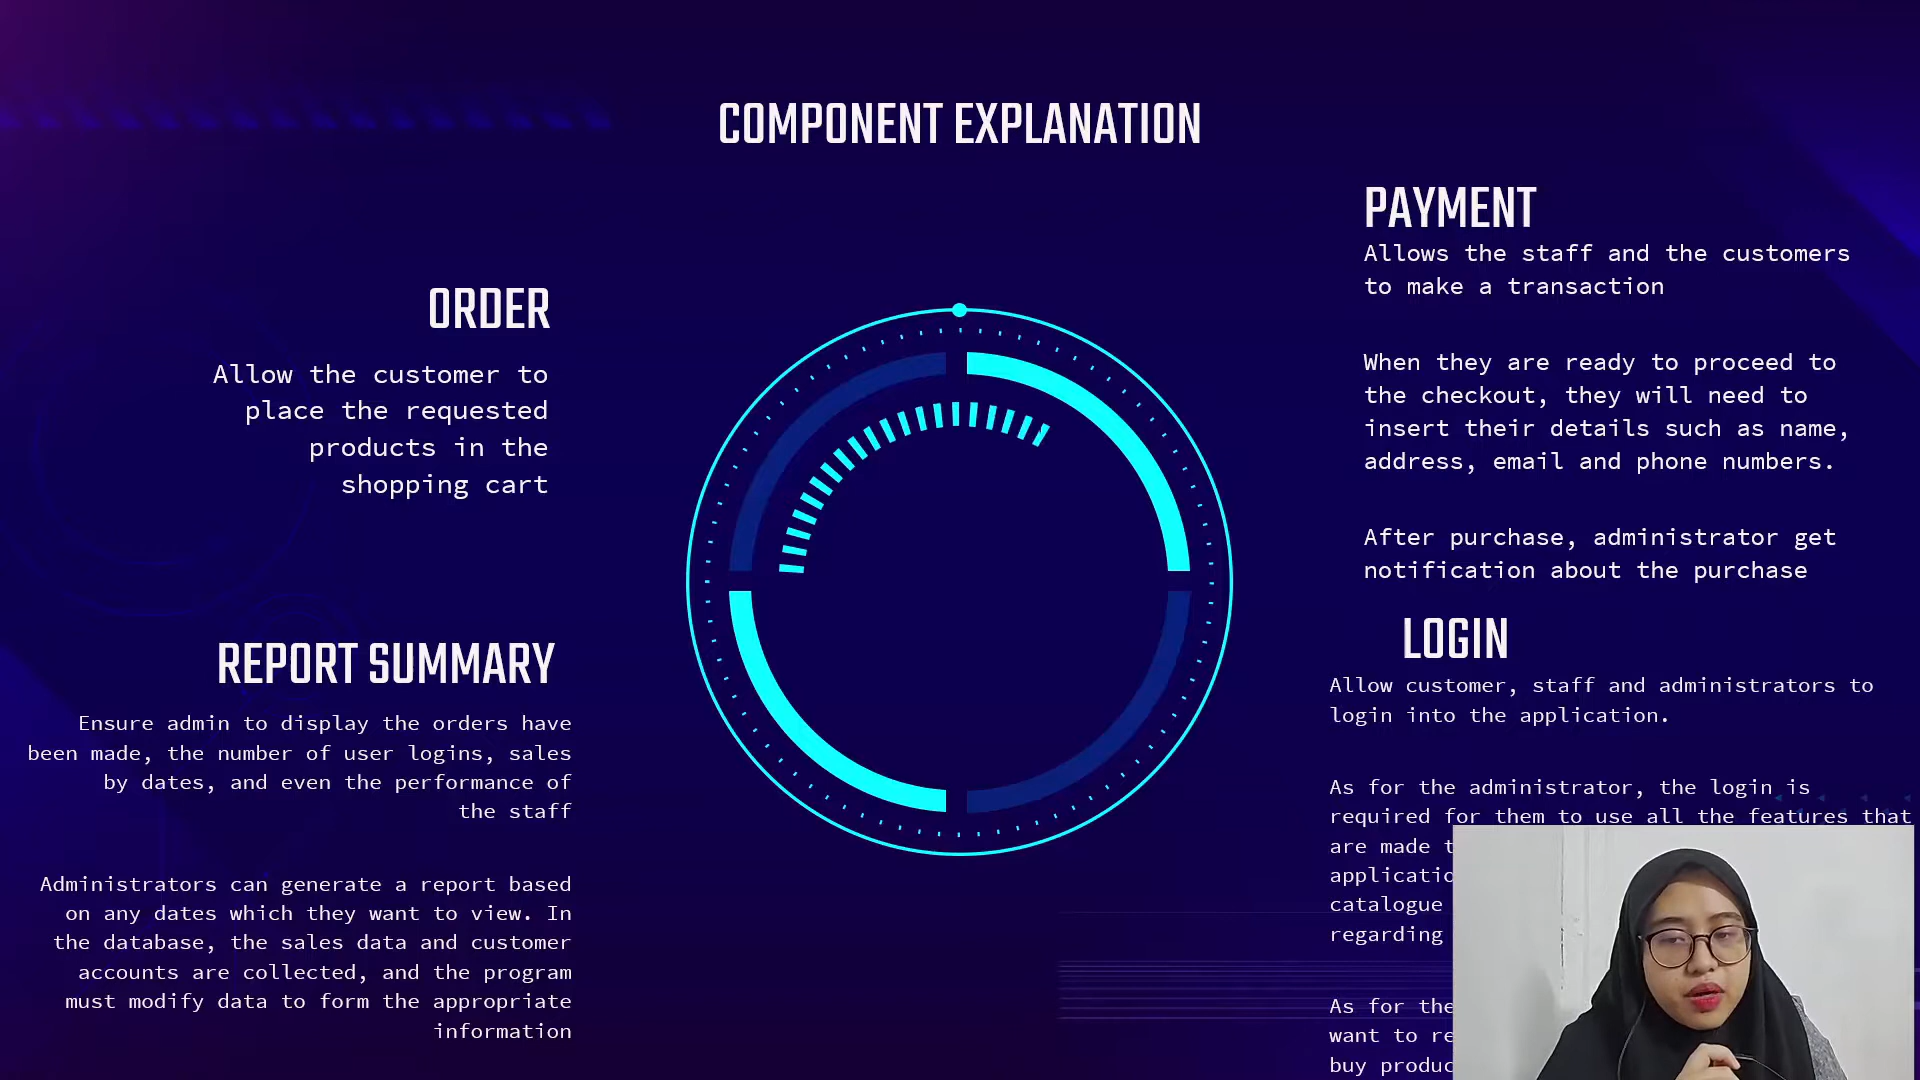 COMPONENT EXPLANATION
ORDER
Allow the customer to
place the requested
products in the
shopping cart
REPORT SUMMARY
Ensure admin to display the orders have
been made, the number of user logins, sales
by dates, and even the performance of
the staff
Administrators can generate a report based
on any dates which they want to view. In
the database, the sales data and customer
accounts are collected, and the program
must modify data to form the appropriate
information
PAYMENT
Allows the staff and the customers
to make a transaction
When they are ready to proceed to
the checkout, they will need to
insert their details such as name,
address, email and phone numbers.
After purchase, administrator get
notification about the purchase
LOGIN
Allow customer, staff and administrators to
login into the application.
As for the administrator, the login is
required for them to use all the features that
are made
catalogue
regarding
As for the
want to
buy